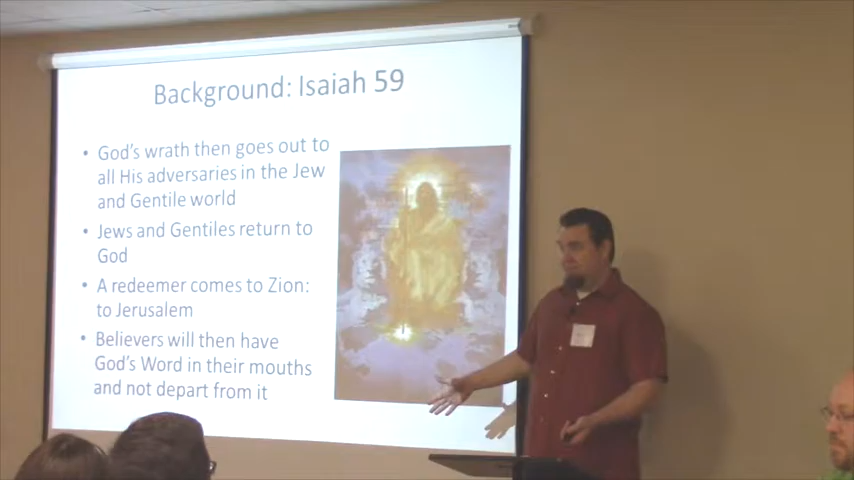 Background: Isaiah 59
• God's wrath then goes out to
all His adversaries in the Jew
and Gentile world
• Jews and Gentiles return to
God
• A redeemer comes to Zion:
to Jerusalem
• Believers will then have
God's Word in their mouths
and not depart from it